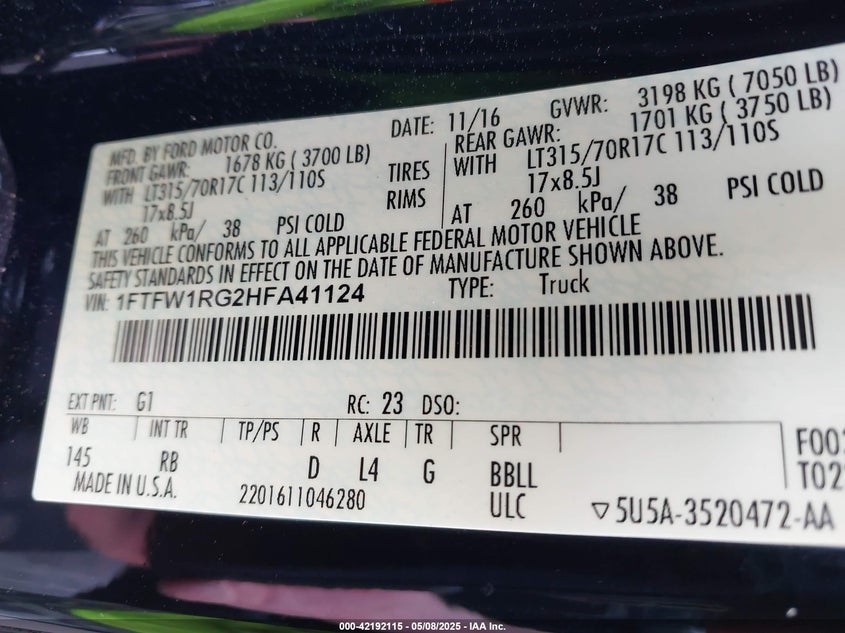 MFD. BY FORD MOTOR CO.
DATE: 11/16 GVWR: 3198 KG ( 7050 LB)
FRONT GAWR: 1678 KG ( 3700 LB) REAR GAWR: 1701 KG ( 3750 LB)
WITH LT315/70R17C 113/110S TIRES WITH LT315/70R17C 113/110S
17x8.5J RIMS 17x8.5J
AT 260 kPa/ 38 PSI COLD AT 260 kPa/ 38 PSI COLD
THIS VEHICLE CONFORMS TO ALL APPLICABLE FEDERAL MOTOR VEHICLE
SAFETY STANDARDS IN EFFECT ON THE DATE OF MANUFACTURE SHOWN ABOVE.
VIN: 1FTFW1RG2HFA41124 TYPE: Truck
EXT PNT: G1 RC: 23 DSO:
WB INT TR TP/PS R AXLE TR SPR
145 RB D L4 G BBLL
MADE IN U.S.A. 2201611046280 ULC
▽5U5A-3520472-AA
000-42192115 - 05/08/2025 - IAA Inc.